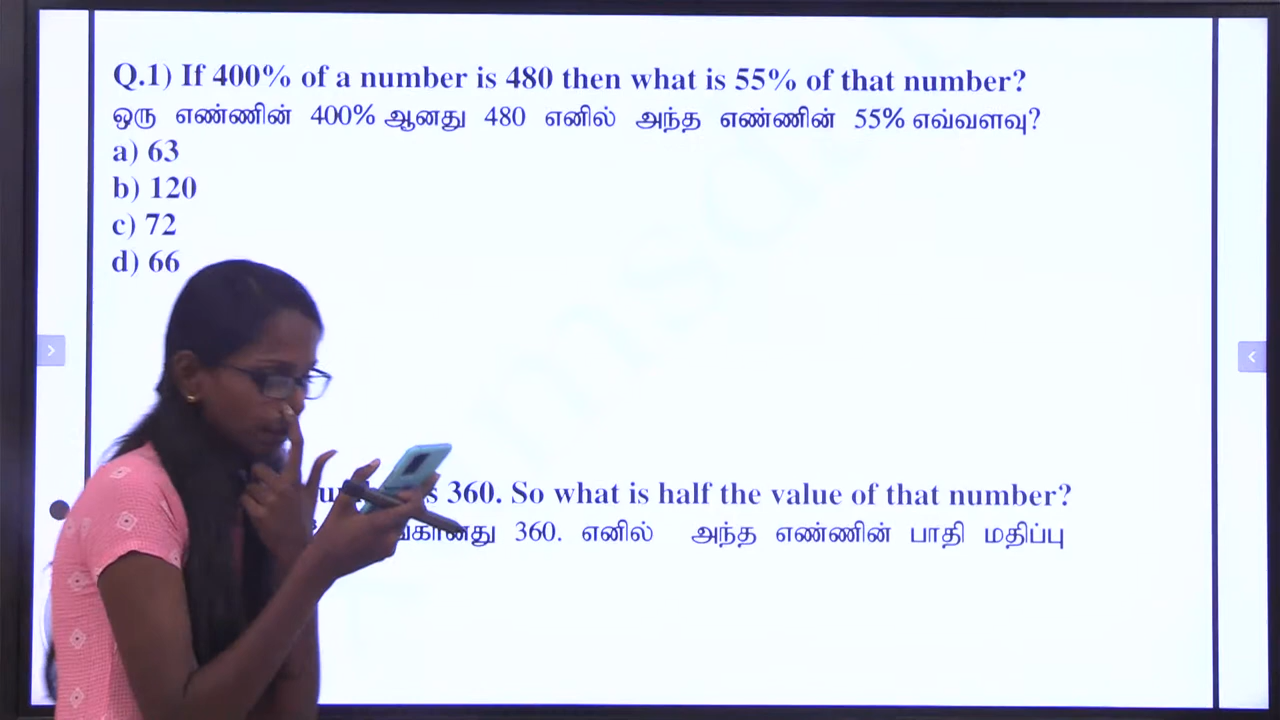 Q.1) If 400% of a number is 480 then what is 55% of that number?
ஒரு எண்ணின் 400% ஆனது 480 எனில் அந்த எண்ணின் 55% எவ்வளவு?
a) 63
b) 120
c) 72
d) 66
360. So what is half the value of that number?
360. எனில் அந்த எண்ணின் பாதி மதிப்பு